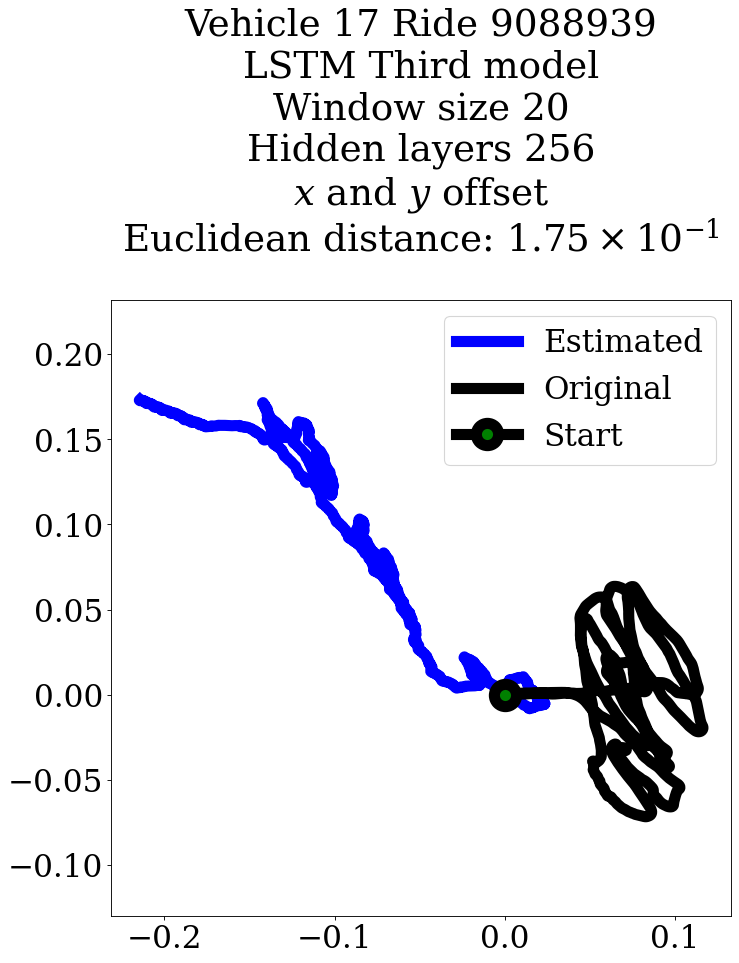 Vehicle 17 Ride 9088939
LSTM Third model
Window size 20
Hidden layers 256
x and y offset
Euclidean distance: 1.75 × 10⁻¹
Estimated
Original
Start
0.20
0.15
0.10
0.05
0.00
−0.05
−0.10
−0.2 −0.1 0.0 0.1